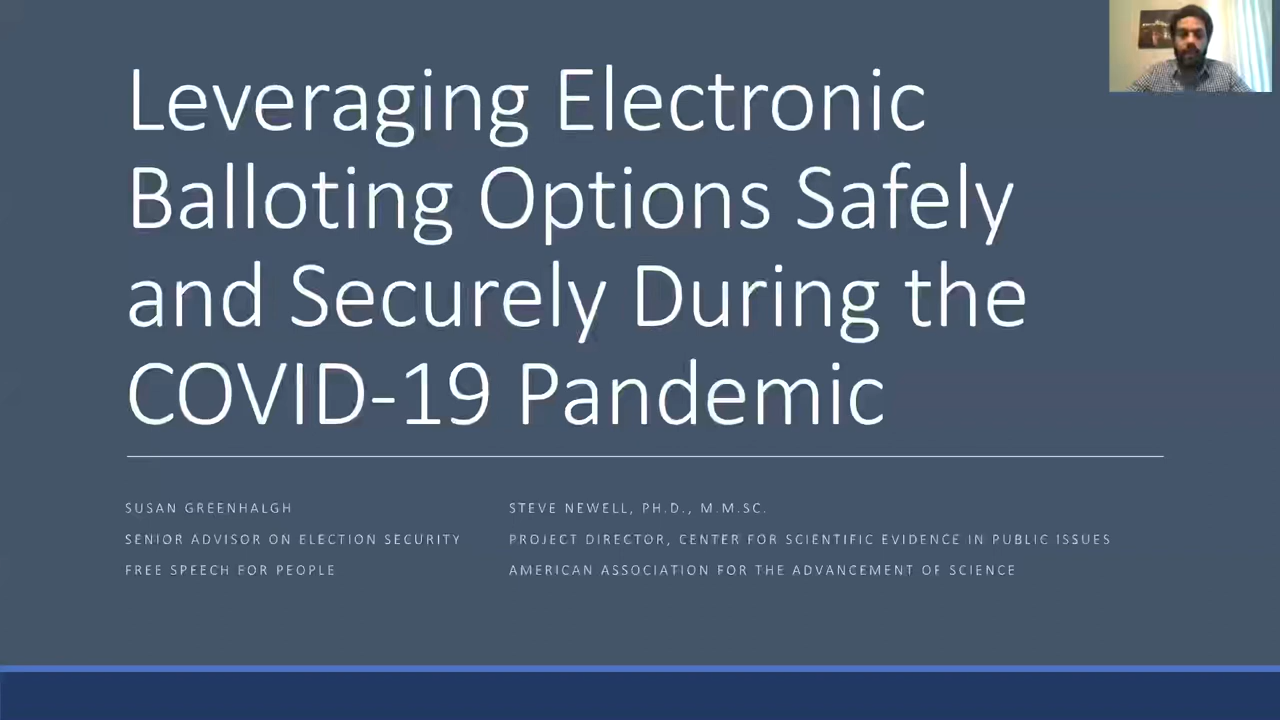 Leveraging Electronic
Balloting Options Safely
and Securely During the
COVID-19 Pandemic
SUSAN GREENHALGH
SENIOR ADVISOR ON ELECTION SECURITY
FREE SPEECH FOR PEOPLE
STEVE NEWELL, PH.D., M.M.SC.
PROJECT DIRECTOR, CENTER FOR SCIENTIFIC EVIDENCE IN PUBLIC ISSUES
AMERICAN ASSOCIATION FOR THE ADVANCEMENT OF SCIENCE